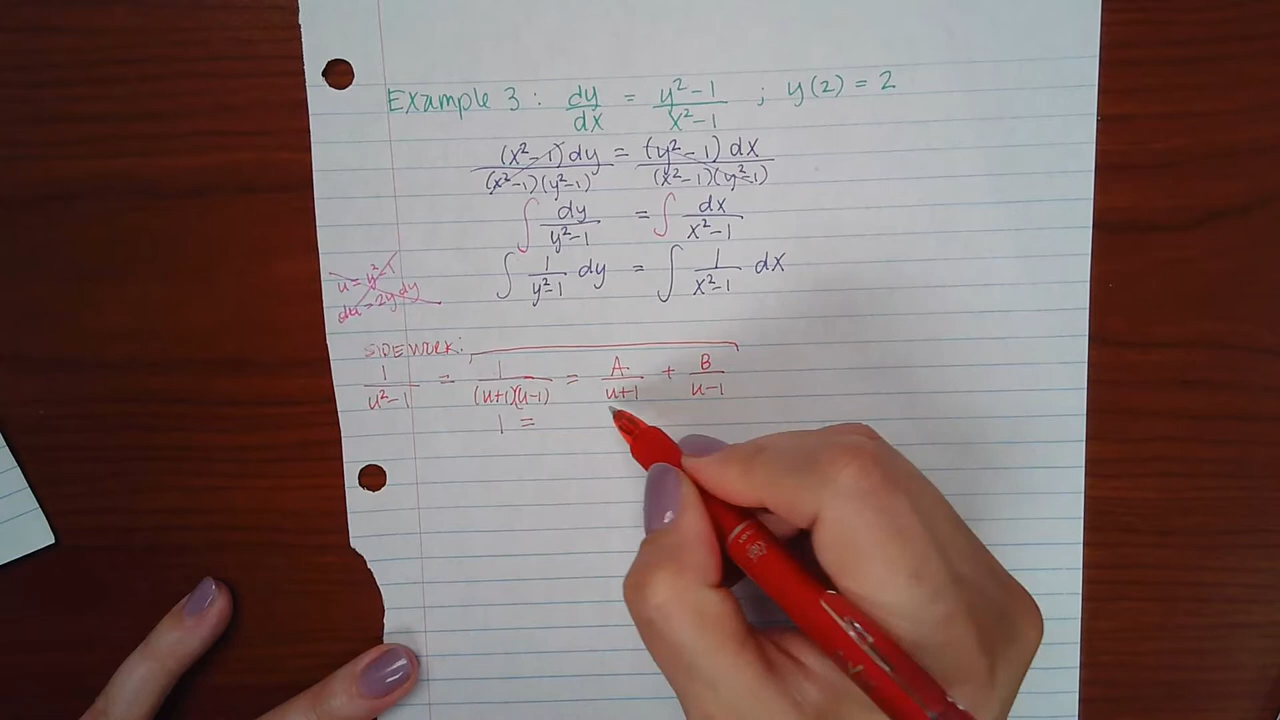 Example 3 : dy/dx = y²-1/x²-1 ; y(2) = 2
(x²-1)dy/(x²-1)(y²-1) = (y²-1)dx/(x²-1)(y²-1)
∫ dy/y²-1 = ∫ dx/x²-1
∫ 1/y²-1 dy = ∫ 1/x²-1 dx
u = y²-1
du = 2y dy
SIDEWORK:
1/u²-1 = 1/(u+1)(u-1) = A/u+1 + B/u-1
1 =